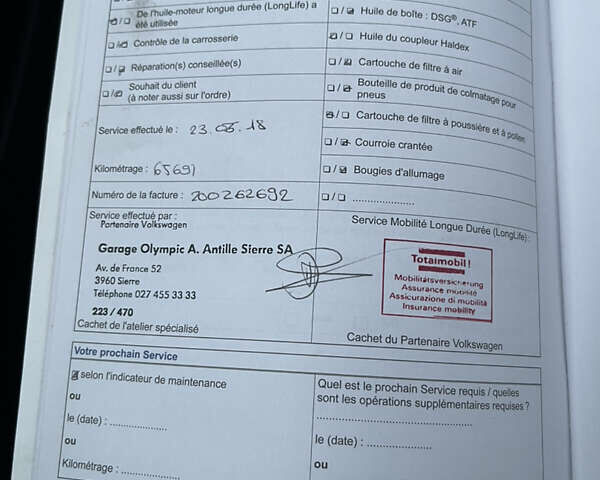 De l'huile-moteur longue durée (LongLife) a
été utilisée
Contrôle de la carrosserie
Réparation(s) conseillée(s)
Souhait du client
(à noter aussi sur l'ordre)
Service effectué le : 23.05.18
Kilométrage : 65691
Numéro de la facture : 200262692
Huile de boîte : DSG®, ATF
Huile du coupleur Haldex
Cartouche de filtre à air
Bouteille de produit de colmatage pour
pneus
Cartouche de filtre à poussière et à pollen
Courroie crantée
Bougies d'allumage
☐ / ☐ .....................
Service effectué par :
Partenaire Volkswagen
Garage Olympic A. Antille Sierre SA
Av. de France 52
3960 Sierre
Téléphone 027 455 33 33
223 / 470
Cachet de l'atelier spécialisé
Service Mobilité Longue Durée (LongLife) :
Totalmobil!
Mobilitätsversicherung
Assurance mobilité
Assicurazione di mobilità
Insurance mobility
Cachet du Partenaire Volkswagen
Votre prochain Service
selon l'indicateur de maintenance
ou
le (date) : ...................
ou
Kilométrage : ...................
Quel est le prochain Service requis / quelles
sont les opérations supplémentaires requises ?
le (date) : ...................
ou